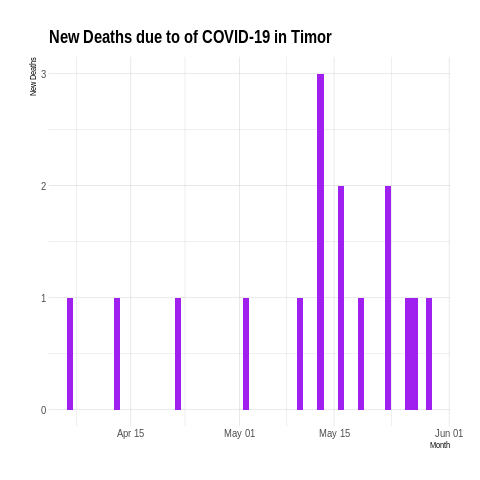 New Deaths due to of COVID-19 in Timor
New Deaths
3
2
1
0
Apr 15
May 01
May 15
Jun 01
Month